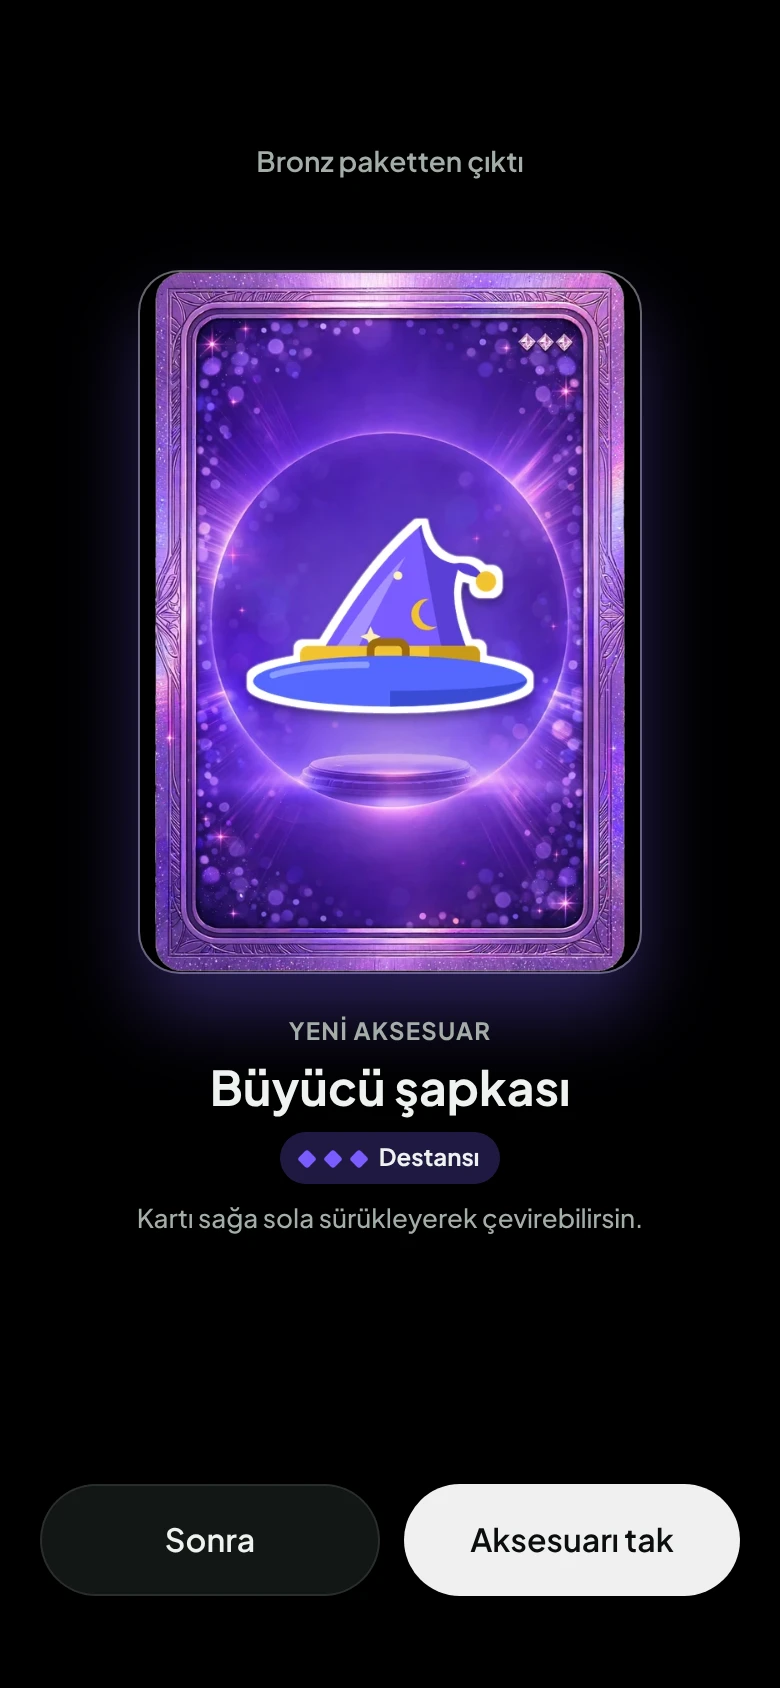 Bronz paketten çıktı
YENİ AKSESUAR
Büyücü şapkası
Destansı
Kartı sağa sola sürükleyerek çevirebilirsin.
Sonra
Aksesuarı tak